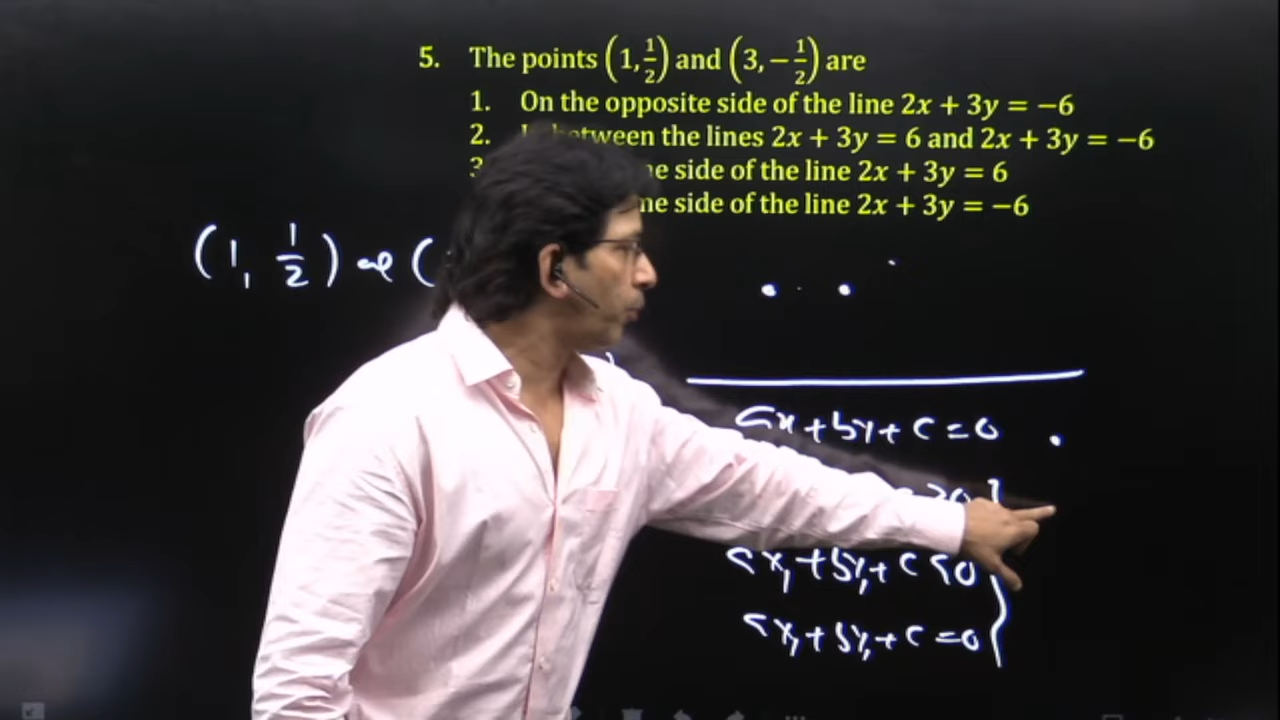 5. The points (1, 1/2) and (3, −1/2) are
1. On the opposite side of the line 2x + 3y = −6
2. between the lines 2x + 3y = 6 and 2x + 3y = −6
side of the line 2x + 3y = 6
side of the line 2x + 3y = −6
(1, 1/2) (
ax + by + c = 0
ax₁ + by₁ + c < 0
ax₁ + by₁ + c = 0